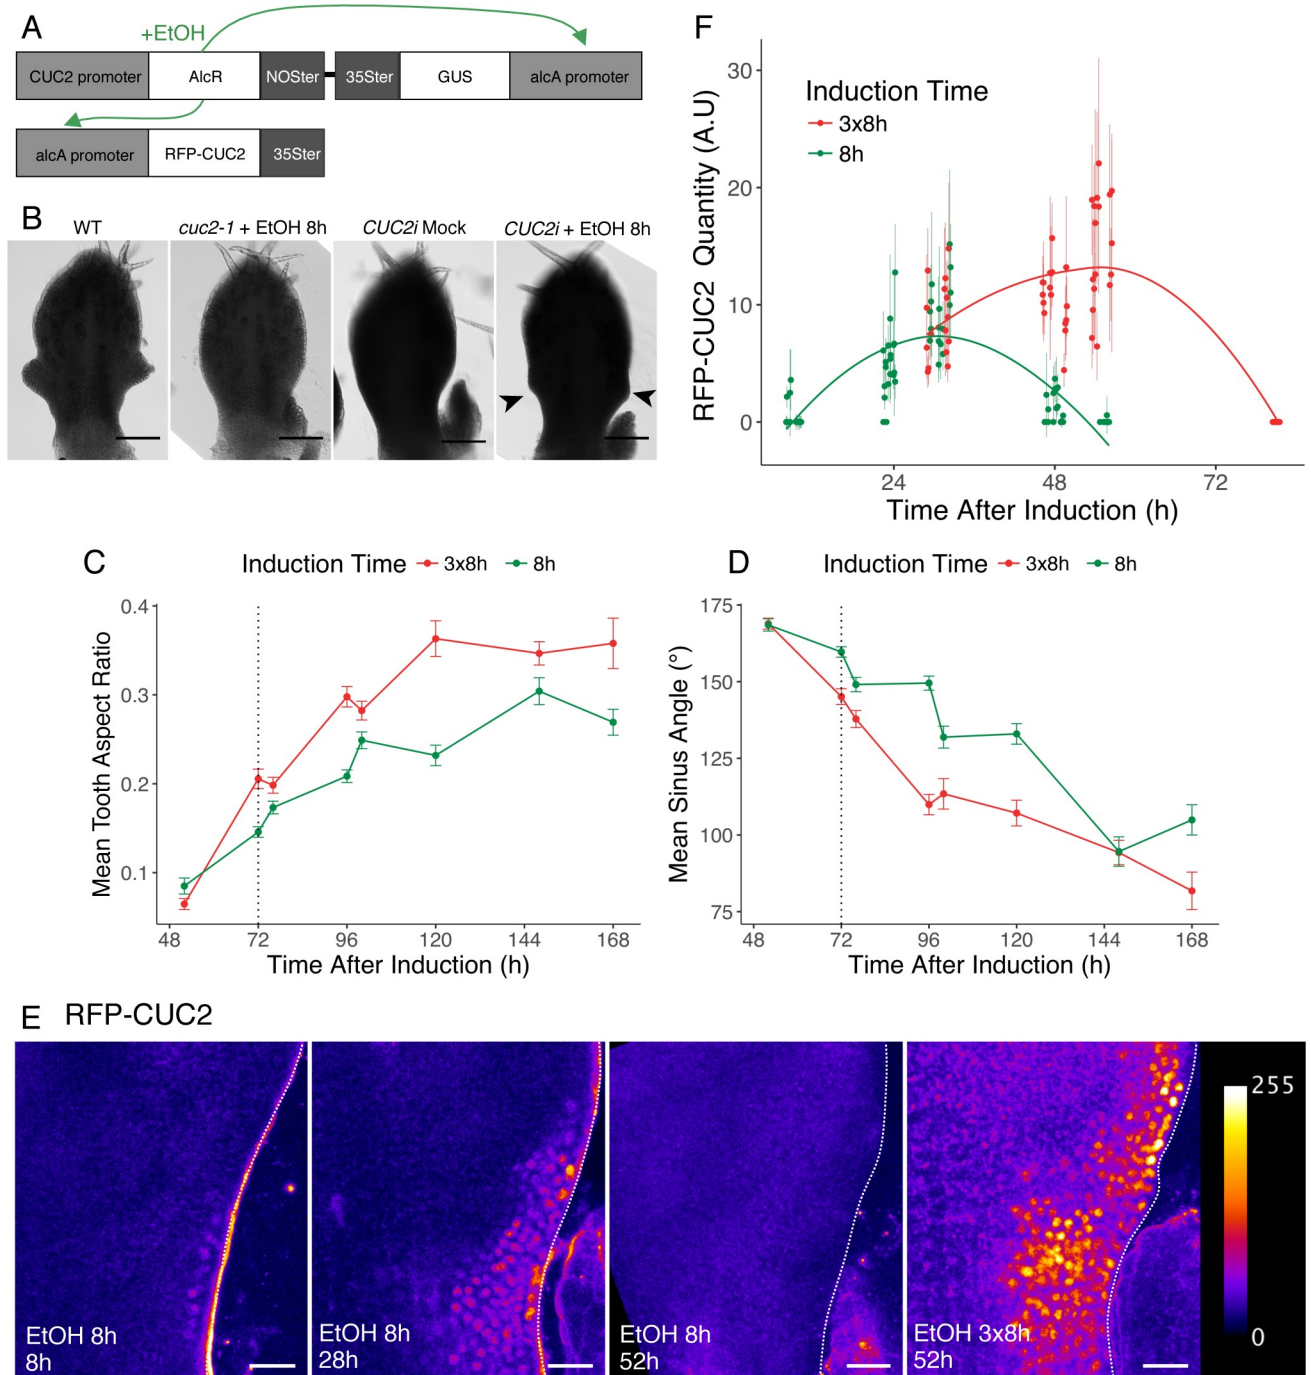 A
+EtOH
CUC2 promoter AlcR NOSter 35Ster GUS alcA promoter
alcA promoter RFP-CUC2 35Ster
B
WT cuc2-1 + EtOH 8h CUC2i Mock CUC2i + EtOH 8h
F
Induction Time
3x8h
8h
RFP-CUC2 Quantity (A.U)
30
20
10
0
24 48 72
Time After Induction (h)
C
Induction Time 3x8h 8h
Mean Tooth Aspect Ratio
0.4
0.3
0.2
0.1
48 72 96 120 144 168
Time After Induction (h)
D
Induction Time 3x8h 8h
Mean Sinus Angle (°)
175
150
125
100
75
48 72 96 120 144 168
Time After Induction (h)
E RFP-CUC2
EtOH 8h
8h
EtOH 8h
28h
EtOH 8h
52h
EtOH 3x8h
52h
255
0